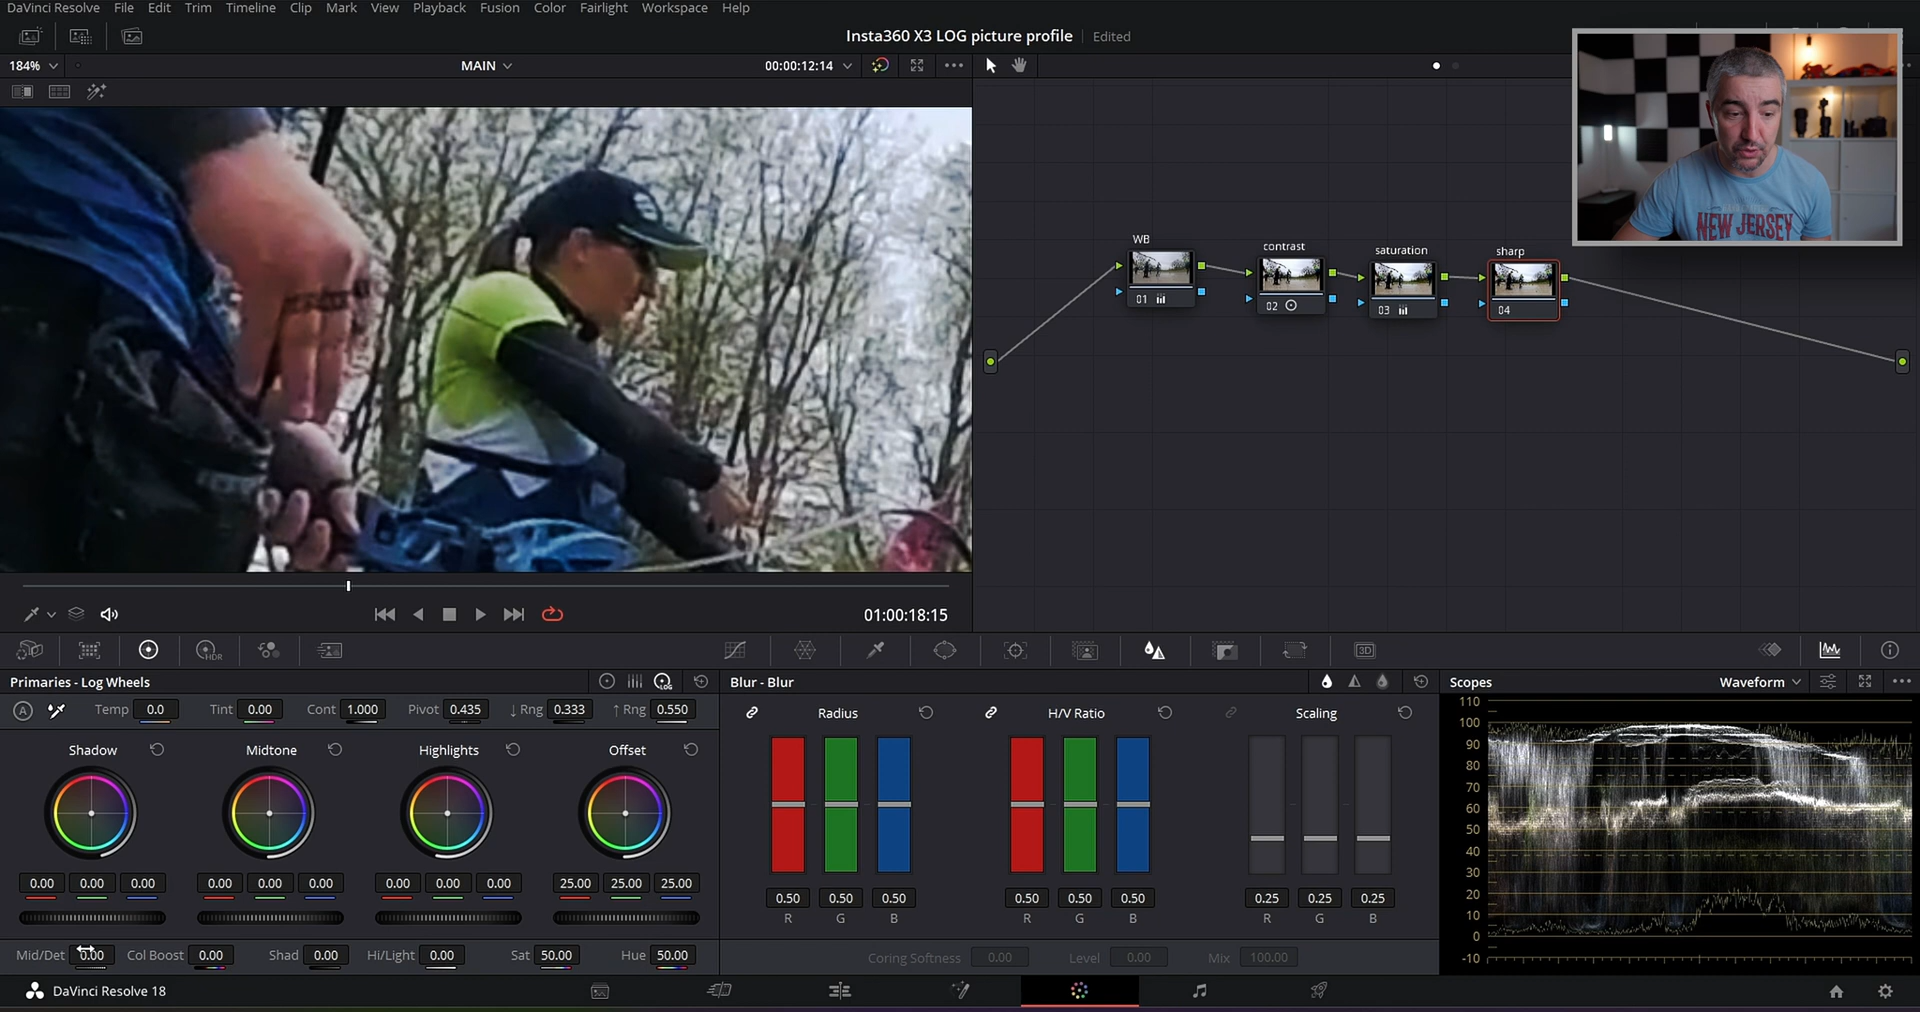 DaVinci Resolve File Edit Trim Timeline Clip Mark View Playback Fusion Color Fairlight Workspace Help
Insta360 X3 LOG picture profile Edited
184% MAIN 00:00:12:14
NEW JERSEY
WB contrast saturation sharp
01 02 03 04
01:00:18:15
HDR 3D
Primaries - Log Wheels
LOG
Blur - Blur
Scopes Waveform
A Temp 0.0 Tint 0.00 Cont 1.000 Pivot 0.435 ↓ Rng 0.333 ↑ Rng 0.550
Radius H/V Ratio Scaling
Shadow Midtone Highlights Offset
0.00 0.00 0.00 0.00 0.00 0.00 0.00 0.00 0.00 25.00 25.00 25.00
0.50 0.50 0.50 0.50 0.50 0.50 0.25 0.25 0.25
R G B R G B R G B
110
100
90
80
70
60
50
40
30
20
10
0
-10
Mid/Det 0.00 Col Boost 0.00 Shad 0.00 Hi/Light 0.00 Sat 50.00 Hue 50.00
Coring Softness 0.00 Level 0.00 Mix 100.00
DaVinci Resolve 18